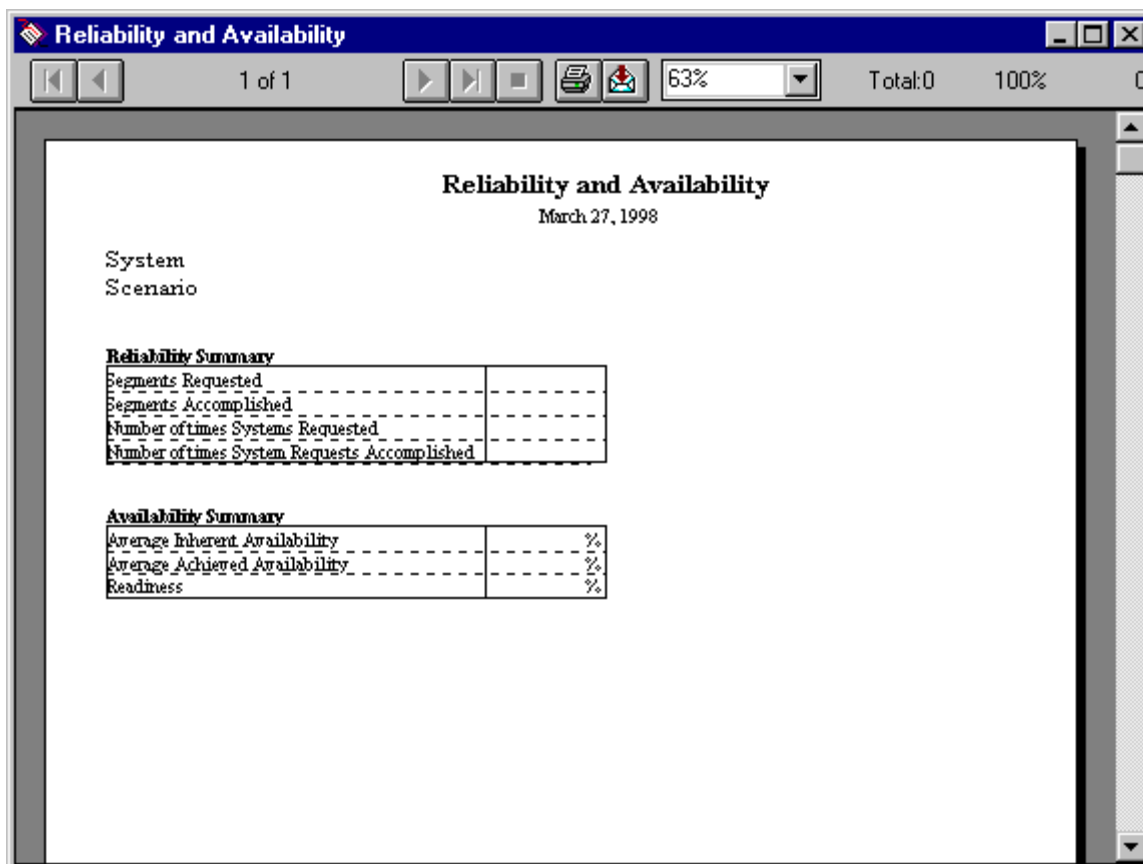 Reliability and Availability
1 of 1 63% Total:0 100%
Reliability and Availability
March 27, 1998
System
Scenario
Reliability Summary
Segments Requested
Segments Accomplished
Number of times Systems Requested
Number of times System Requests Accomplished
Availability Summary
Average Inherent Availability %
Average Achieved Availability %
Readiness %